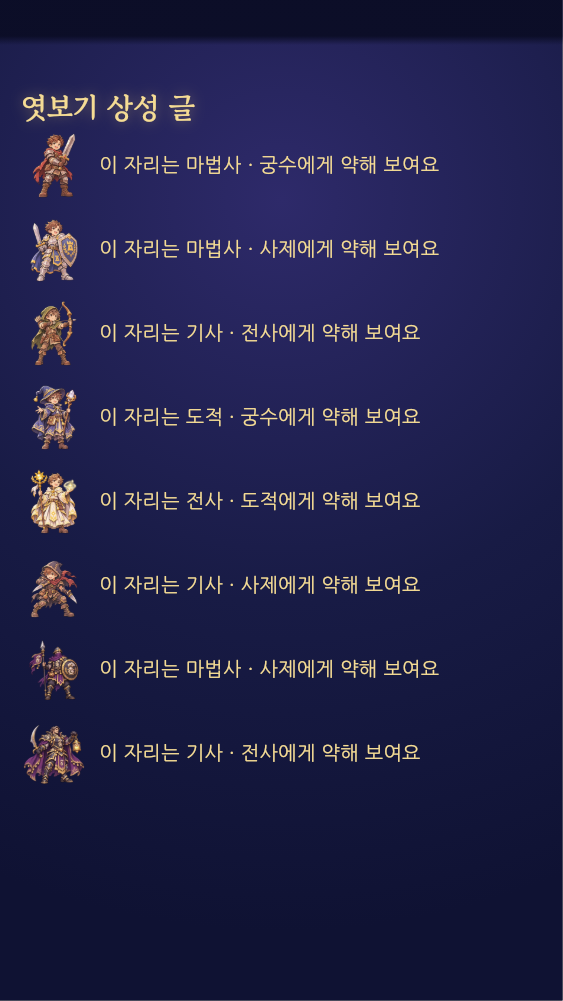 엿보기 상성 글
이 자리는 마법사 · 궁수에게 약해 보여요
이 자리는 마법사 · 사제에게 약해 보여요
이 자리는 기사 · 전사에게 약해 보여요
이 자리는 도적 · 궁수에게 약해 보여요
이 자리는 전사 · 도적에게 약해 보여요
이 자리는 기사 · 사제에게 약해 보여요
이 자리는 마법사 · 사제에게 약해 보여요
이 자리는 기사 · 전사에게 약해 보여요